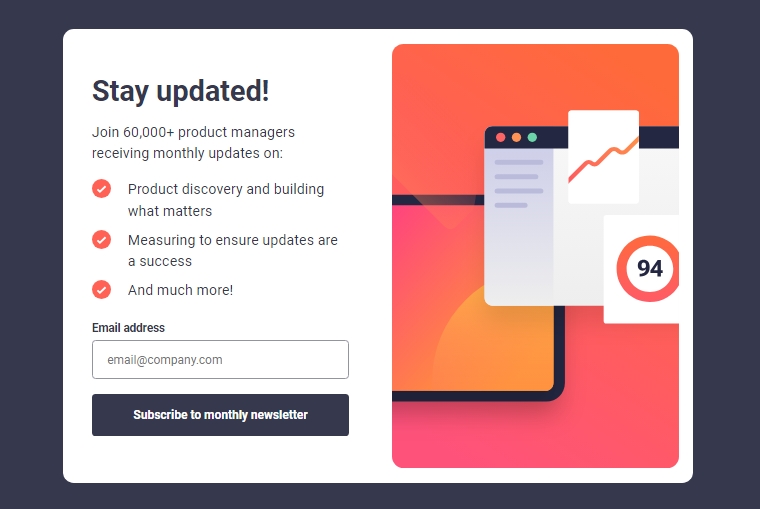 Stay updated!
Join 60,000+ product managers
receiving monthly updates on:
Product discovery and building
what matters
Measuring to ensure updates are
a success
And much more!
Email address
email@company.com
Subscribe to monthly newsletter
94